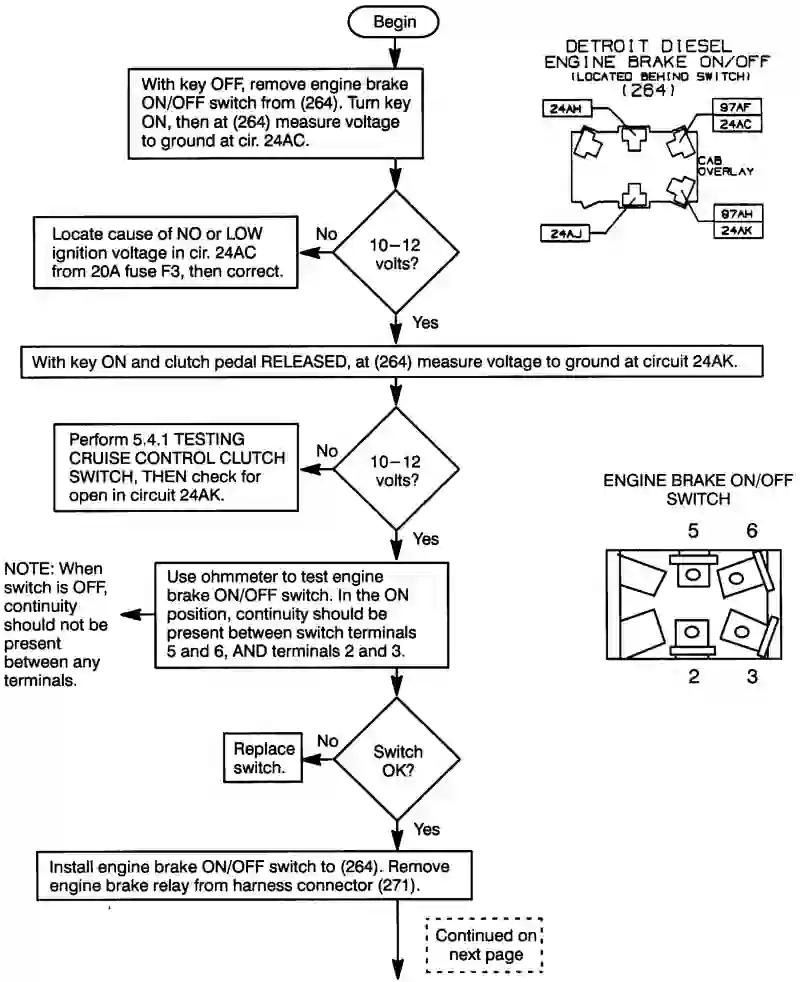 Begin
With key OFF, remove engine brake
ON/OFF switch from (264). Turn key
ON, then at (264) measure voltage
to ground at cir. 24AC.
DETROIT DIESEL
ENGINE BRAKE ON/OFF
(LOCATED BEHIND SWITCH)
(264)
24AH
97AF
24AC
CAB
OVERLAY
24AJ
97AH
24AK
10–12
volts?
No
Locate cause of NO or LOW
ignition voltage in cir. 24AC
from 20A fuse F3, then correct.
Yes
With key ON and clutch pedal RELEASED, at (264) measure voltage to ground at circuit 24AK.
10–12
volts?
No
Perform 5.4.1 TESTING
CRUISE CONTROL CLUTCH
SWITCH, THEN check for
open in circuit 24AK.
Yes
ENGINE BRAKE ON/OFF
SWITCH
5 6
2 3
Use ohmmeter to test engine
brake ON/OFF switch. In the ON
position, continuity should be
present between switch terminals
5 and 6, AND terminals 2 and 3.
NOTE: When
switch is OFF,
continuity
should not be
present
between any
terminals.
Switch
OK?
No
Replace
switch.
Yes
Install engine brake ON/OFF switch to (264). Remove
engine brake relay from harness connector (271).
Continued on
next page